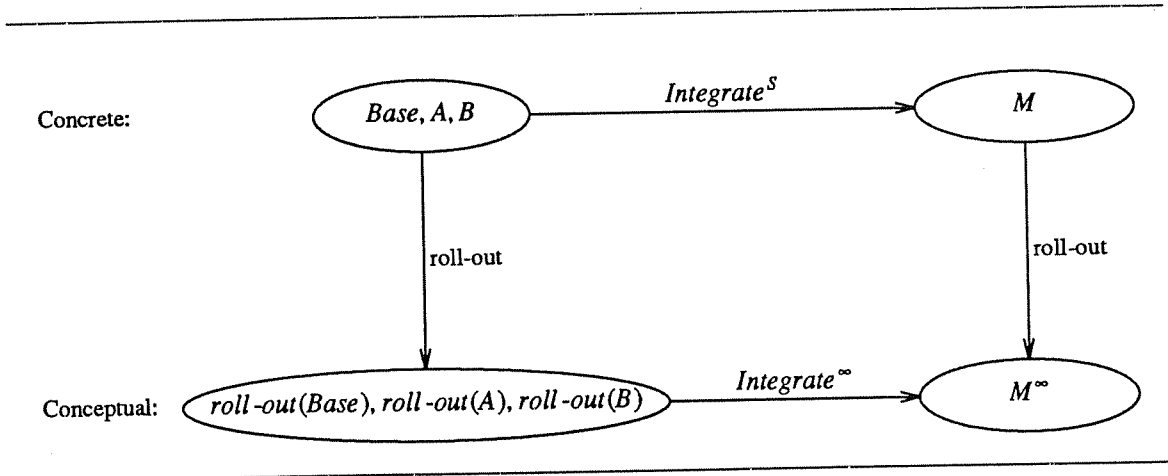 Concrete:
Base, A, B
Integrate^S
M
roll-out
roll-out
Conceptual:
roll-out(Base), roll-out(A), roll-out(B)
Integrate^∞
M^∞